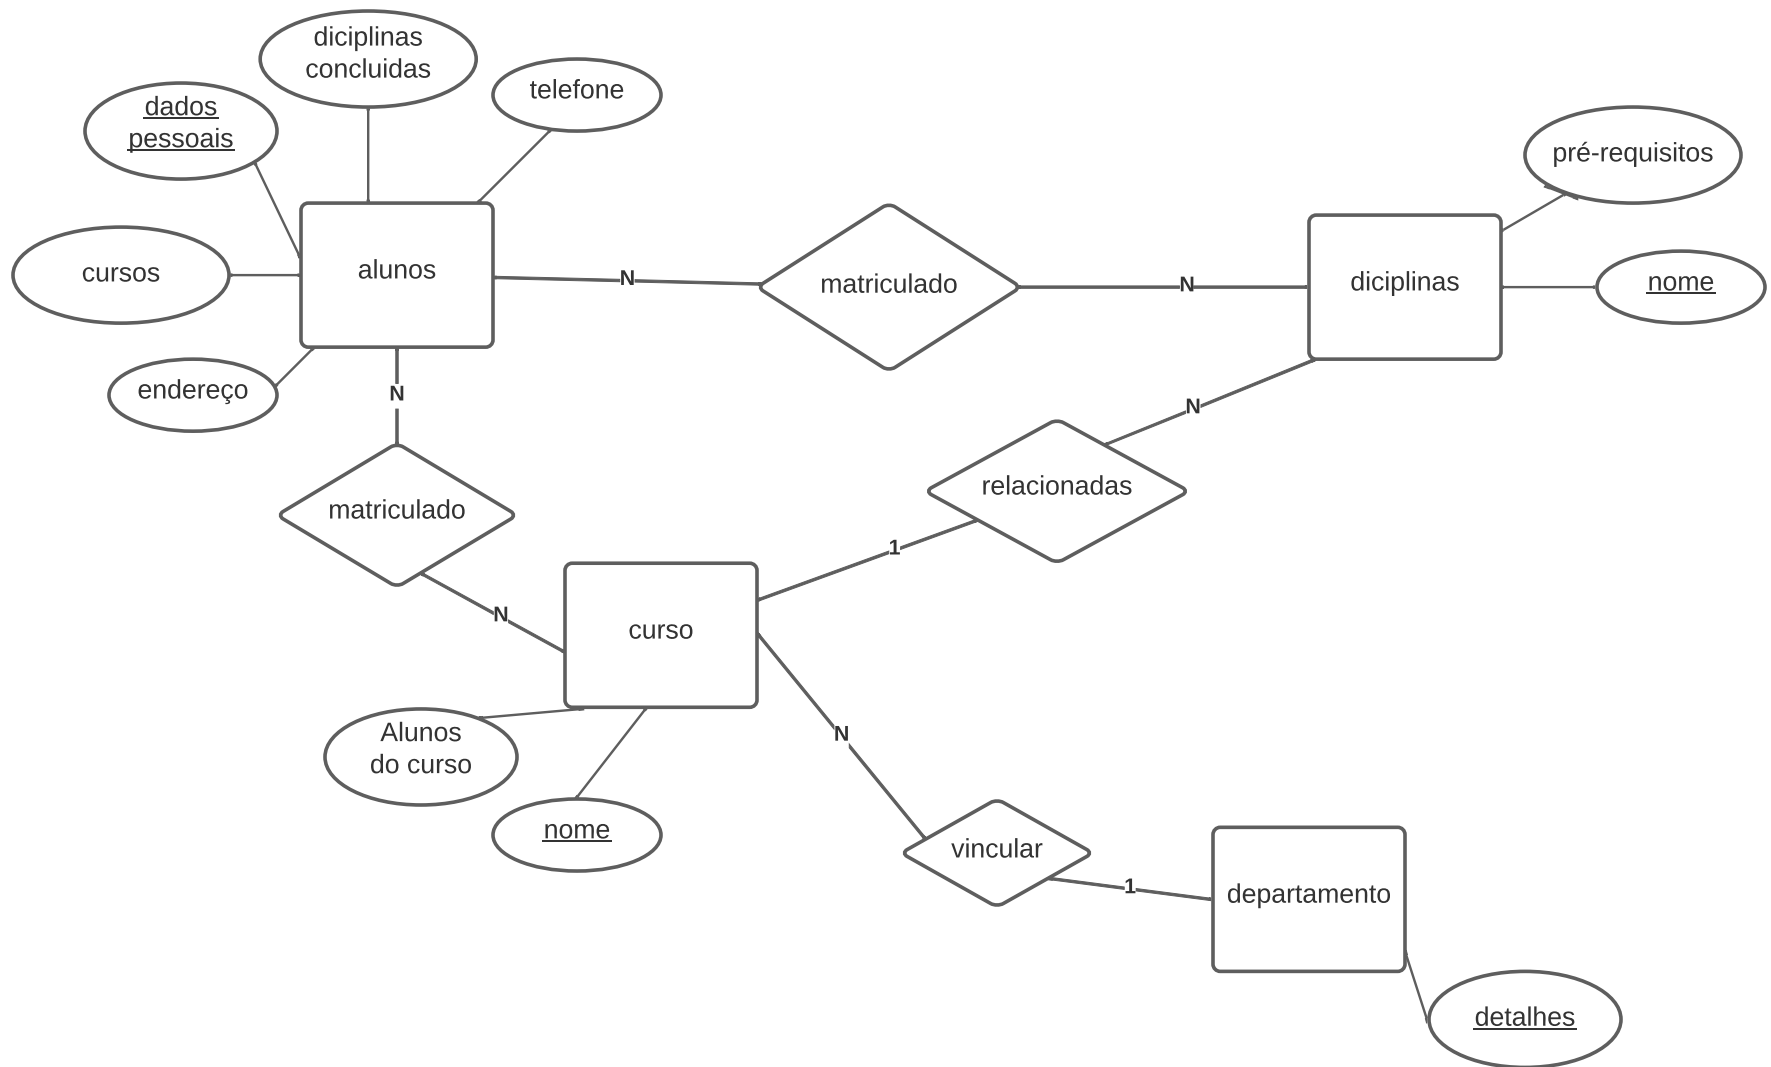 diciplinas
concluidas
telefone
dados
pessoais
pré-requisitos
cursos
alunos
N
matriculado
N
diciplinas
nome
endereço
N
N
matriculado
relacionadas
1
N
curso
Alunos
do curso
N
nome
vincular
1
departamento
detalhes